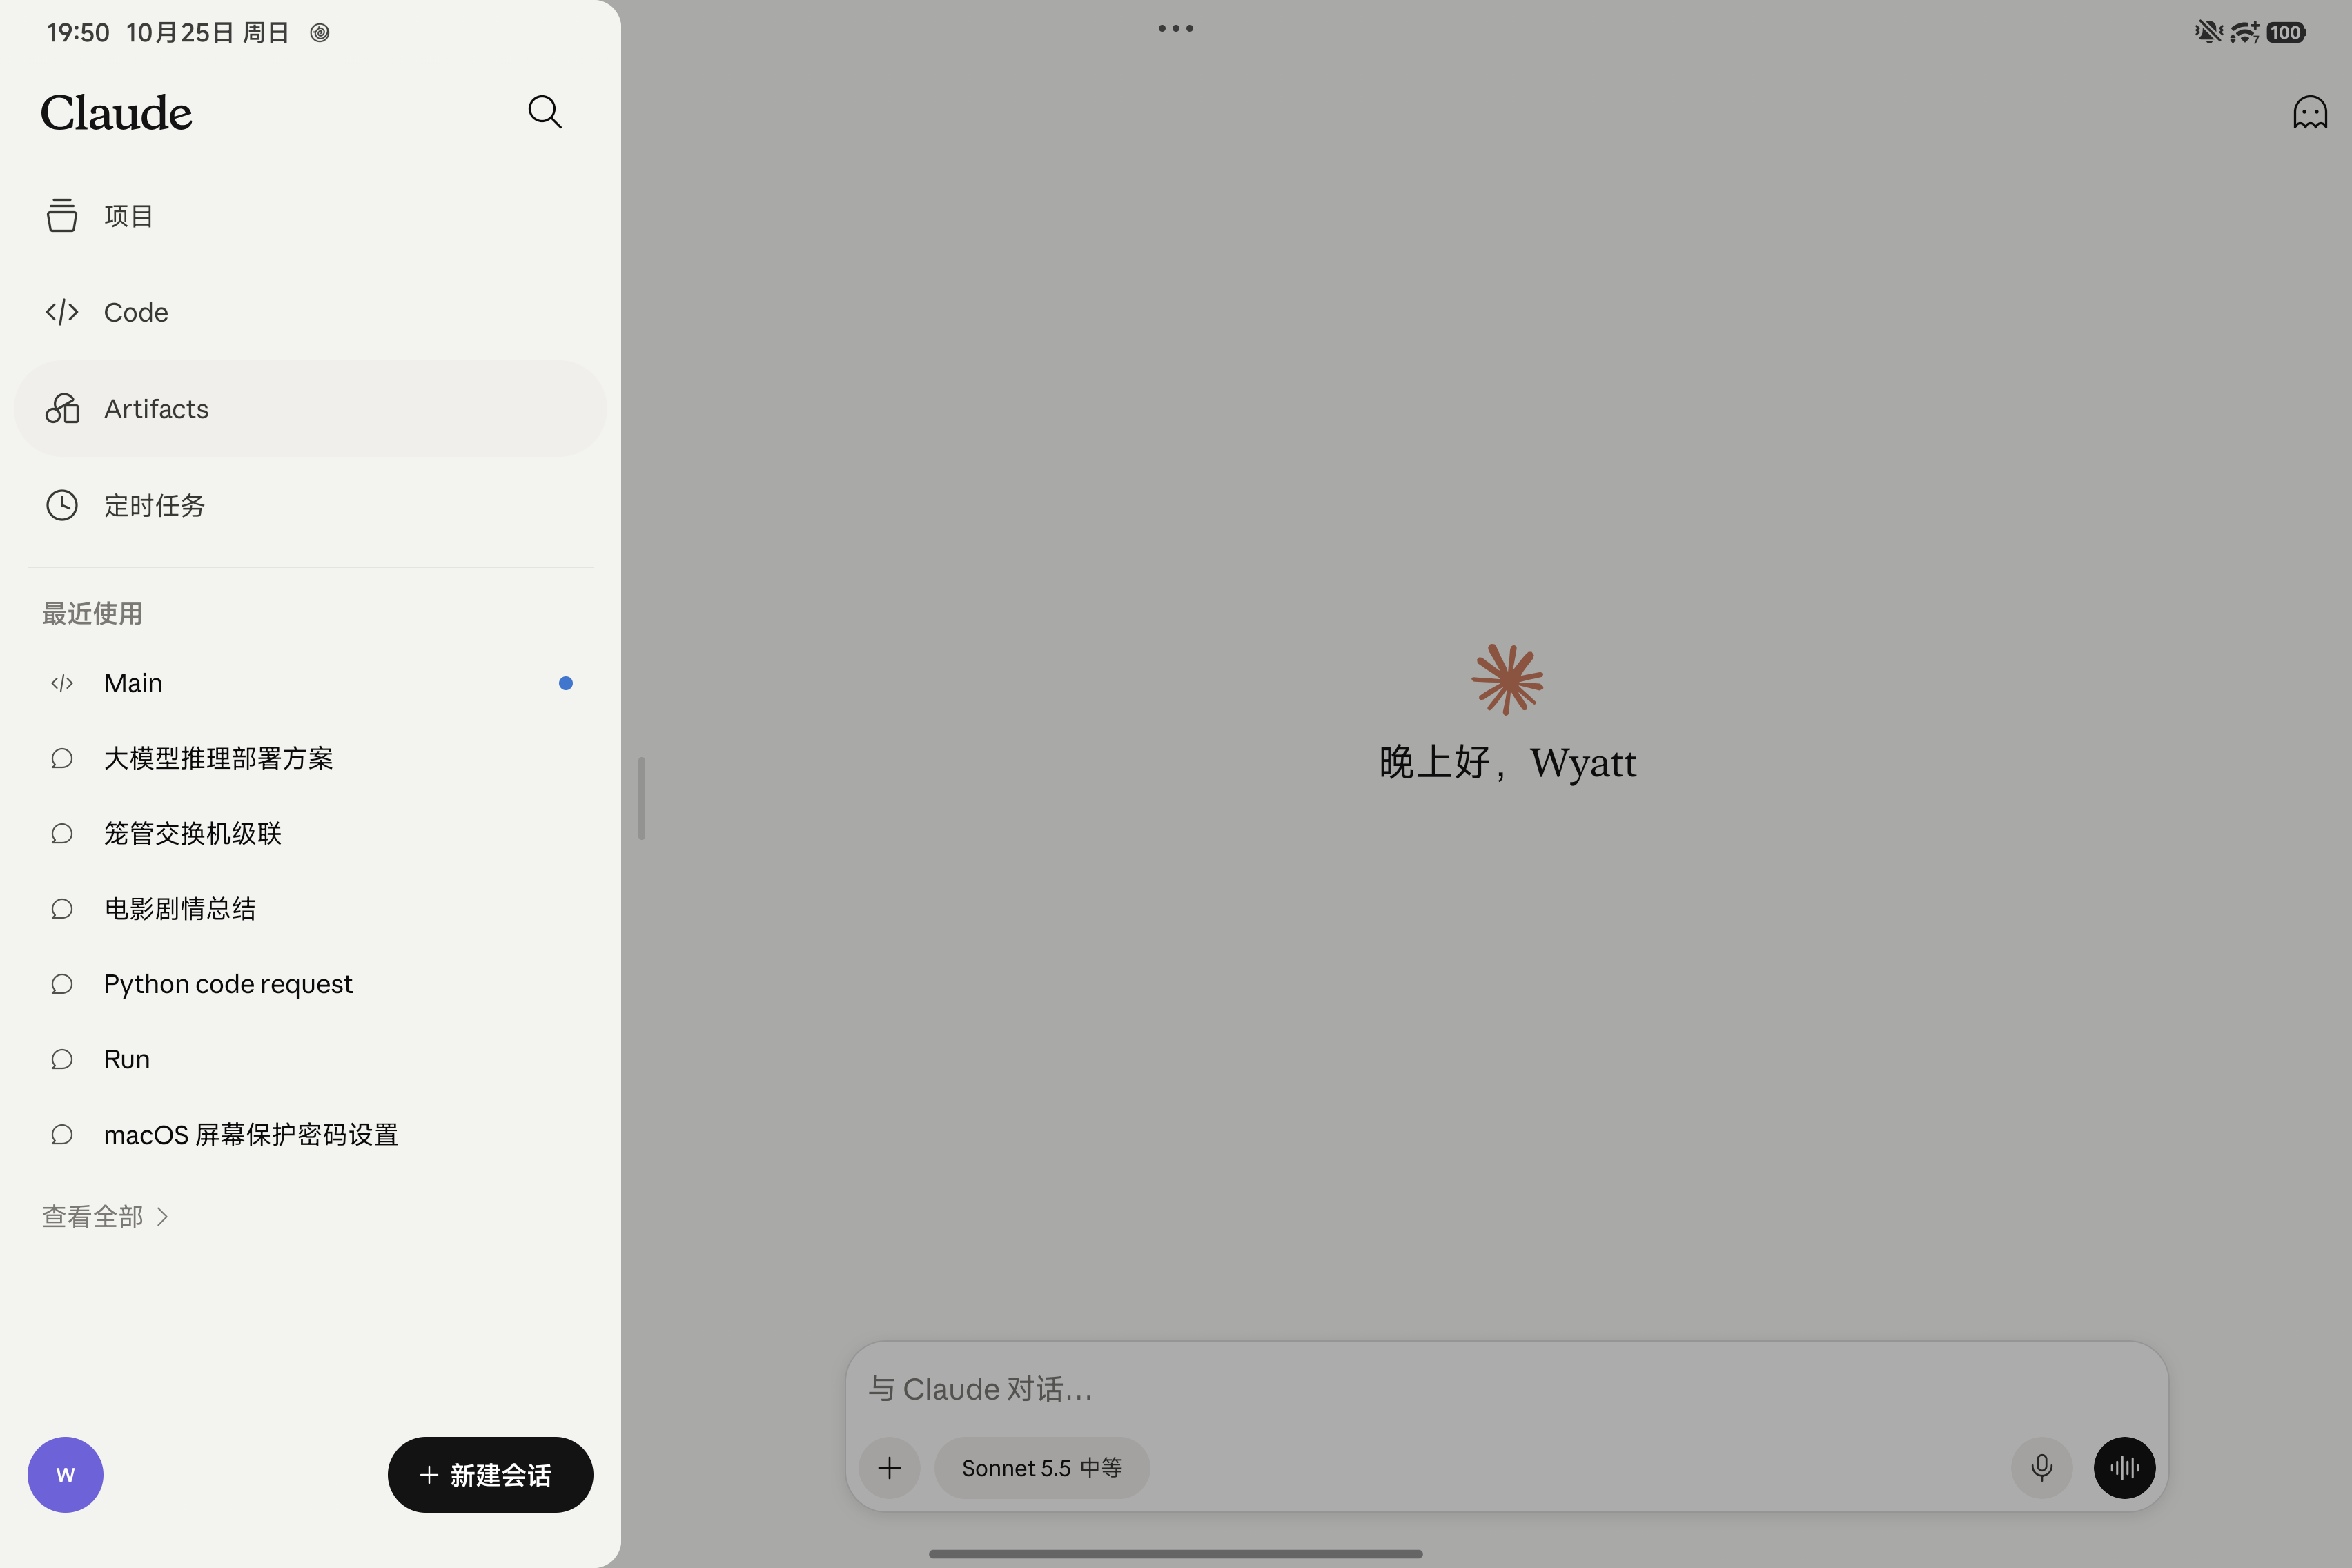 19:50 10月25日 周日
100
7
Claude
项目
Code
Artifacts
定时任务
最近使用
Main
大模型推理部署方案
笼管交换机级联
电影剧情总结
Python code request
Run
macOS 屏幕保护密码设置
查看全部
W
新建会话
晚上好，Wyatt
与 Claude 对话...
Sonnet 5.5 中等